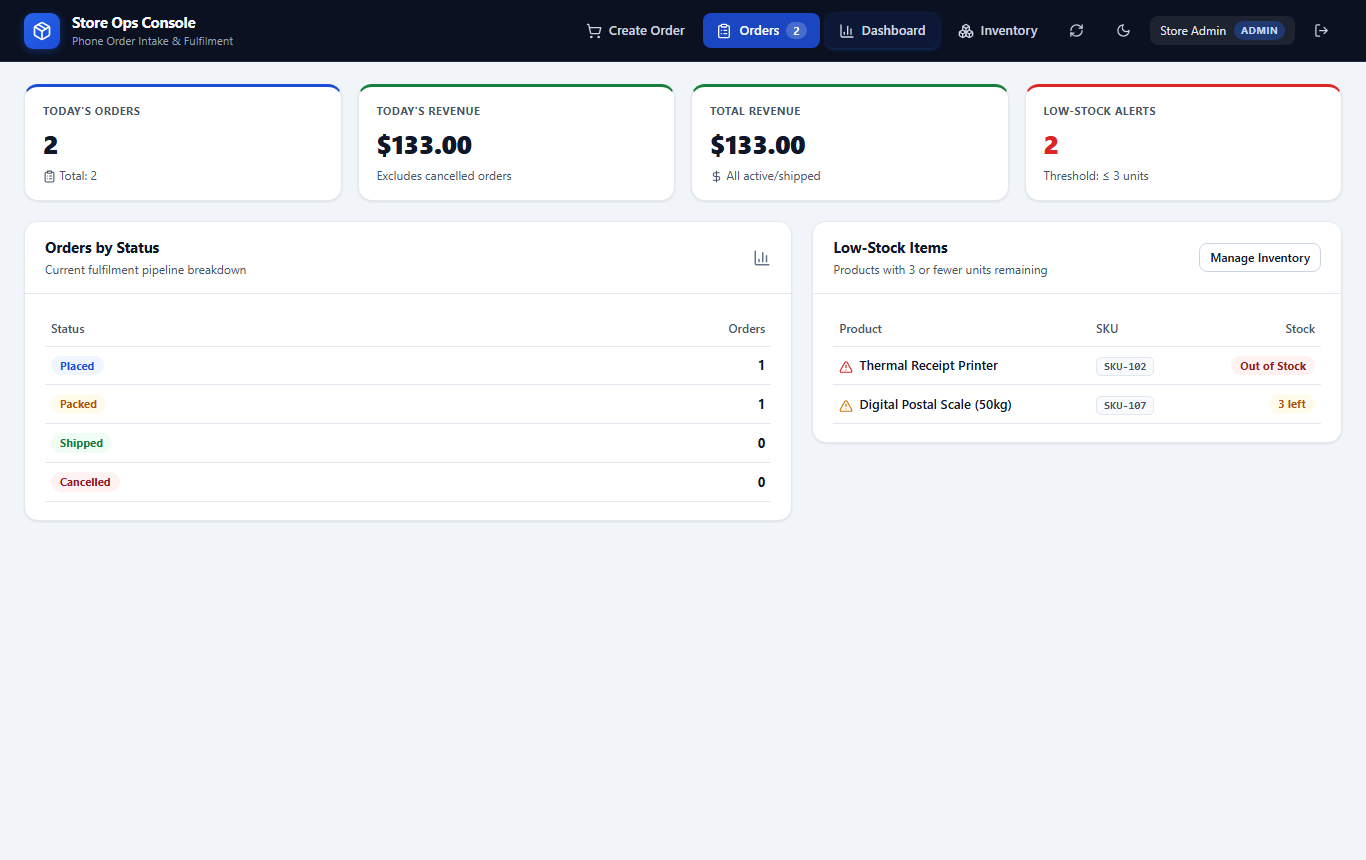 Store Ops Console
Phone Order Intake & Fulfilment
Create Order
Orders 2
Dashboard
Inventory
Store Admin ADMIN
TODAY'S ORDERS
2
Total: 2
TODAY'S REVENUE
$133.00
Excludes cancelled orders
TOTAL REVENUE
$133.00
All active/shipped
LOW-STOCK ALERTS
2
Threshold: ≤ 3 units
Orders by Status
Current fulfilment pipeline breakdown
Status Orders
Placed 1
Packed 1
Shipped 0
Cancelled 0
Low-Stock Items
Products with 3 or fewer units remaining
Manage Inventory
Product SKU Stock
Thermal Receipt Printer SKU-102 Out of Stock
Digital Postal Scale (50kg) SKU-107 3 left